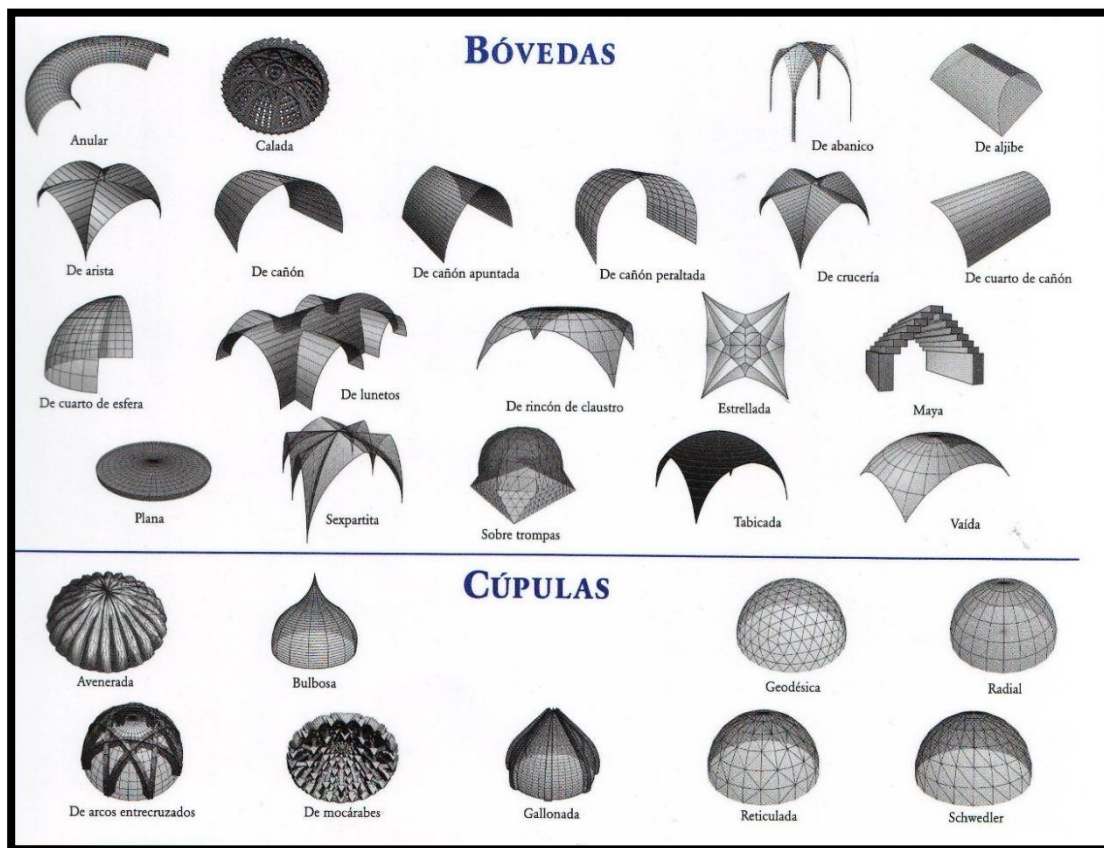 BÓVEDAS
Anular
Calada
De abanico
De aljibe
De arista
De cañón
De cañón apuntada
De cañón peraltada
De crucería
De cuarto de cañón
De cuarto de esfera
De lunetos
De rincón de claustro
Estrellada
Maya
Plana
Sexpartita
Sobre trompas
Tabicada
Vaída
CÚPULAS
Avenerada
Bulbosa
Geodésica
Radial
De arcos entrecruzados
De mocárabes
Gallonada
Reticulada
Schwedler